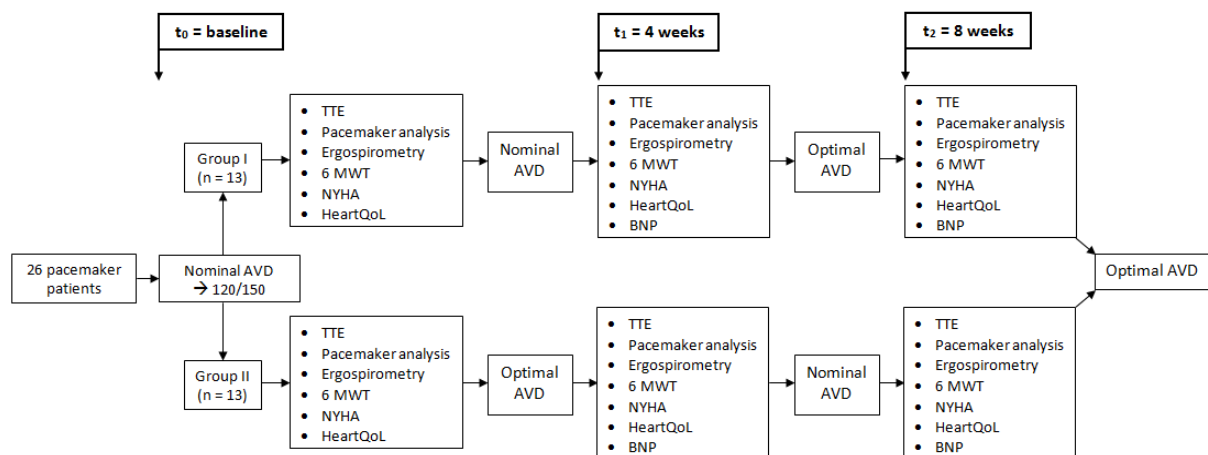 t0 = baseline
t1 = 4 weeks
t2 = 8 weeks
Group I
(n = 13)
• TTE
• Pacemaker analysis
• Ergospirometry
• 6 MWT
• NYHA
• HeartQoL
Nominal
AVD
• TTE
• Pacemaker analysis
• Ergospirometry
• 6 MWT
• NYHA
• HeartQoL
• BNP
Optimal
AVD
• TTE
• Pacemaker analysis
• Ergospirometry
• 6 MWT
• NYHA
• HeartQoL
• BNP
26 pacemaker
patients
Nominal AVD
→ 120/150
Optimal AVD
Group II
(n = 13)
• TTE
• Pacemaker analysis
• Ergospirometry
• 6 MWT
• NYHA
• HeartQoL
Optimal
AVD
• TTE
• Pacemaker analysis
• Ergospirometry
• 6 MWT
• NYHA
• HeartQoL
• BNP
Nominal
AVD
• TTE
• Pacemaker analysis
• Ergospirometry
• 6 MWT
• NYHA
• HeartQoL
• BNP